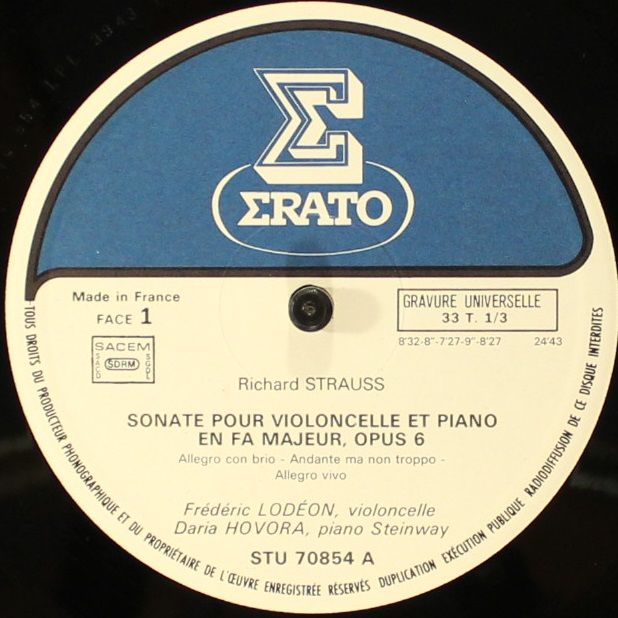 Σ
ΣRATO
Made in France
FACE 1
GRAVURE UNIVERSELLE
33 T. 1/3
8'32-8"-7'27-9"-8'27 24'43
SACEM
SACD
SDRM
SGDL
Richard STRAUSS
SONATE POUR VIOLONCELLE ET PIANO
EN FA MAJEUR, OPUS 6
Allegro con brio - Andante ma non troppo -
Allegro vivo
Frédéric LODÉON, violoncelle
Daria HOVORA, piano Steinway
STU 70854 A
TOUS DROITS DU PRODUCTEUR PHONOGRAPHIQUE ET DU PROPRIÉTAIRE DE L'ŒUVRE ENREGISTRÉE RÉSERVÉS DUPLICATION EXÉCUTION PUBLIQUE RADIODIFFUSION DE CE DISQUE INTERDITES